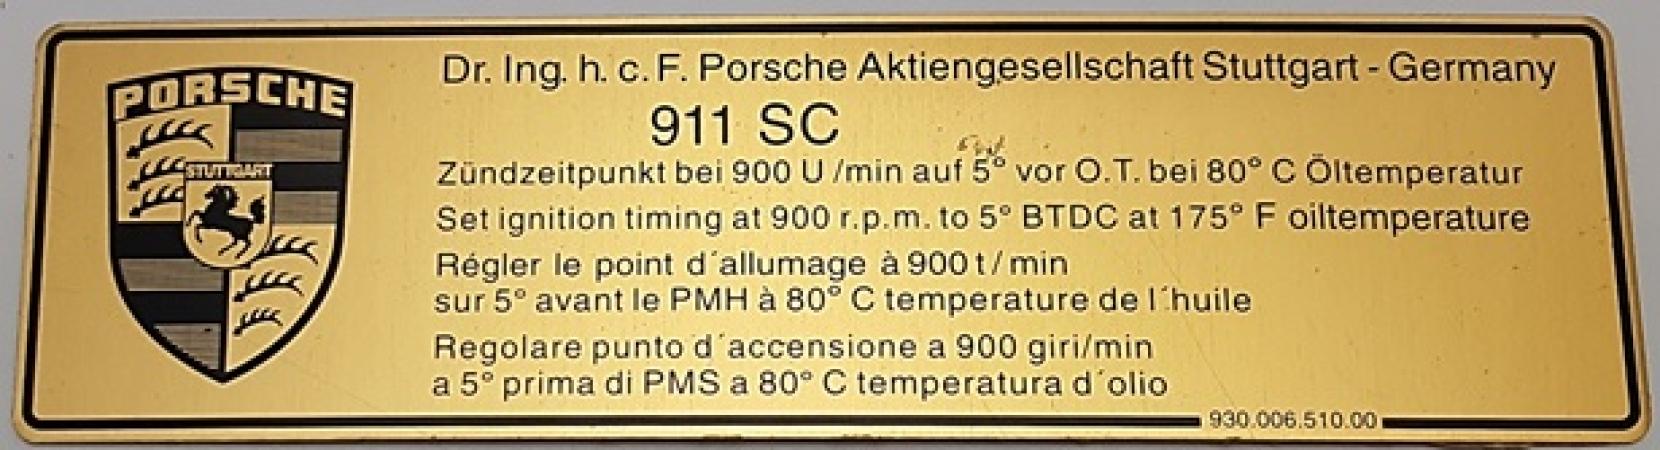 PORSCHE
STUTTGART
Dr. Ing. h. c. F. Porsche Aktiengesellschaft Stuttgart - Germany
911 SC
Zündzeitpunkt bei 900 U /min auf 5° vor O.T. bei 80° C Öltemperatur
Set ignition timing at 900 r.p.m. to 5° BTDC at 175° F oiltemperature
Régler le point d´allumage à 900 t / min
sur 5° avant le PMH à 80° C temperature de l´huile
Regolare punto d´accensione a 900 giri/min
a 5° prima di PMS a 80° C temperatura d´olio
930.006.510.00